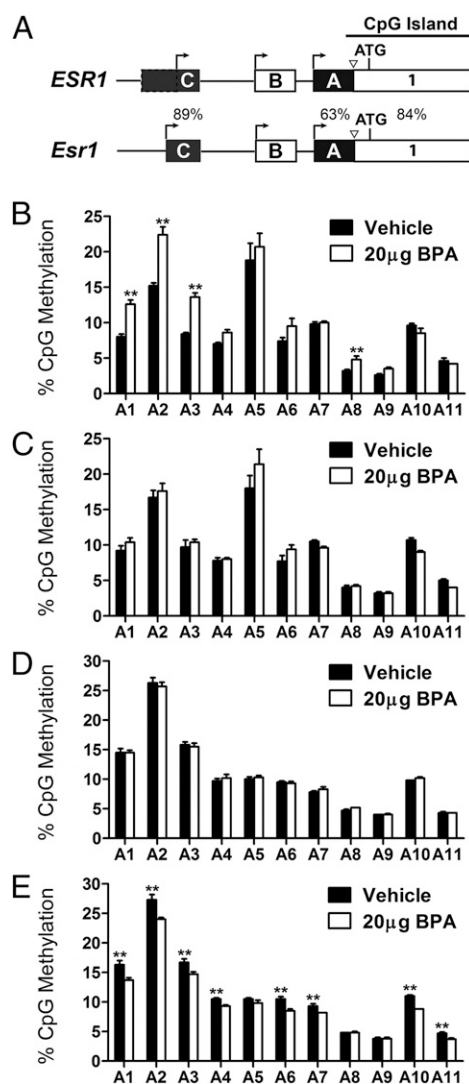 A
CpG Island
ATG
ESR1 C B A 1
89% 63% ATG 84%
Esr1 C B A 1
B
% CpG Methylation
25
20
15
10
5
0
Vehicle
20µg BPA
** ** ** **
A1 A2 A3 A4 A5 A6 A7 A8 A9 A10 A11
C
% CpG Methylation
25
20
15
10
5
0
Vehicle
20µg BPA
A1 A2 A3 A4 A5 A6 A7 A8 A9 A10 A11
D
% CpG Methylation
30
25
20
15
10
5
0
Vehicle
20µg BPA
A1 A2 A3 A4 A5 A6 A7 A8 A9 A10 A11
E
% CpG Methylation
30
25
20
15
10
5
0
Vehicle
20µg BPA
** ** ** ** ** ** ** **
A1 A2 A3 A4 A5 A6 A7 A8 A9 A10 A11